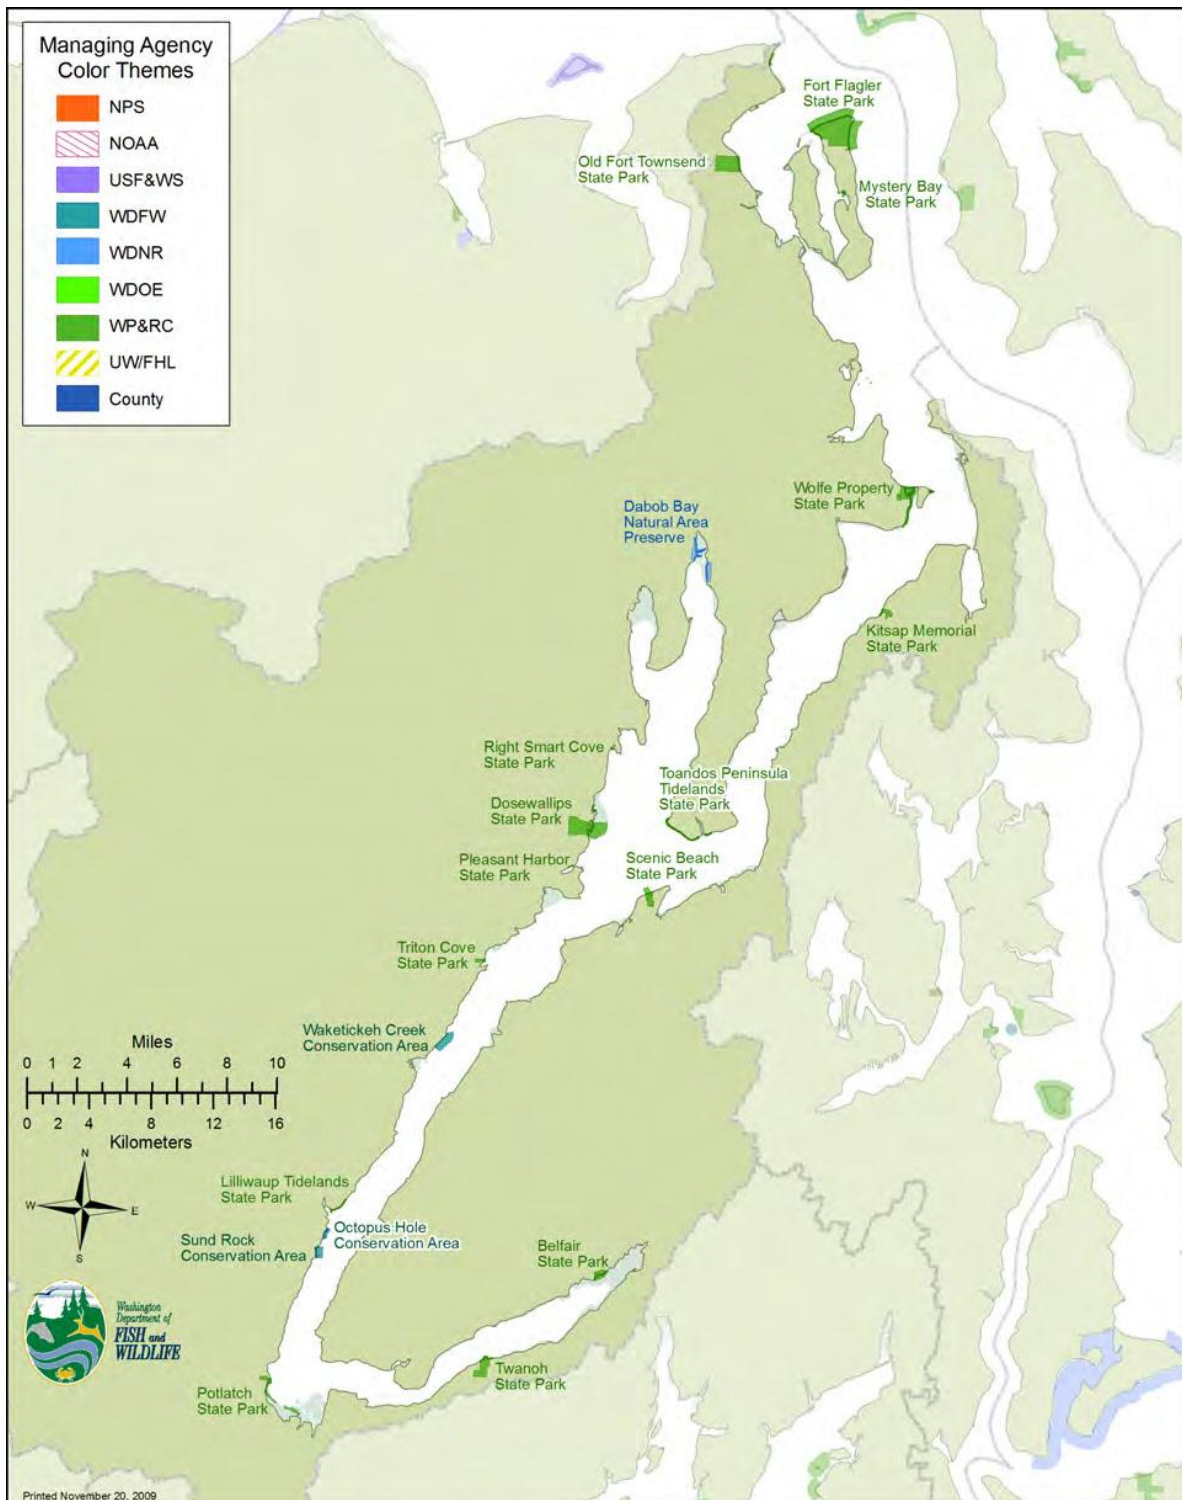 Managing Agency
Color Themes
NPS
NOAA
USF&WS
WDFW
WDNR
WDOE
WP&RC
UW/FHL
County
Fort Flagler
State Park
Old Fort Townsend
State Park
Mystery Bay
State Park
Wolfe Property
State Park
Dabob Bay
Natural Area
Preserve
Kitsap Memorial
State Park
Right Smart Cove
State Park
Toandos Peninsula
Tidelands
State Park
Dosewallips
State Park
Pleasant Harbor
State Park
Scenic Beach
State Park
Triton Cove
State Park
Waketickeh Creek
Conservation Area
Miles
0 1 2 4 6 8 10
0 2 4 8 12 16
Kilometers
N
W E
S
Lilliwaup Tidelands
State Park
Octopus Hole
Conservation Area
Sund Rock
Conservation Area
Belfair
State Park
Washington
Department of
FISH and
WILDLIFE
Twanoh
State Park
Potlatch
State Park
Printed November 20, 2009